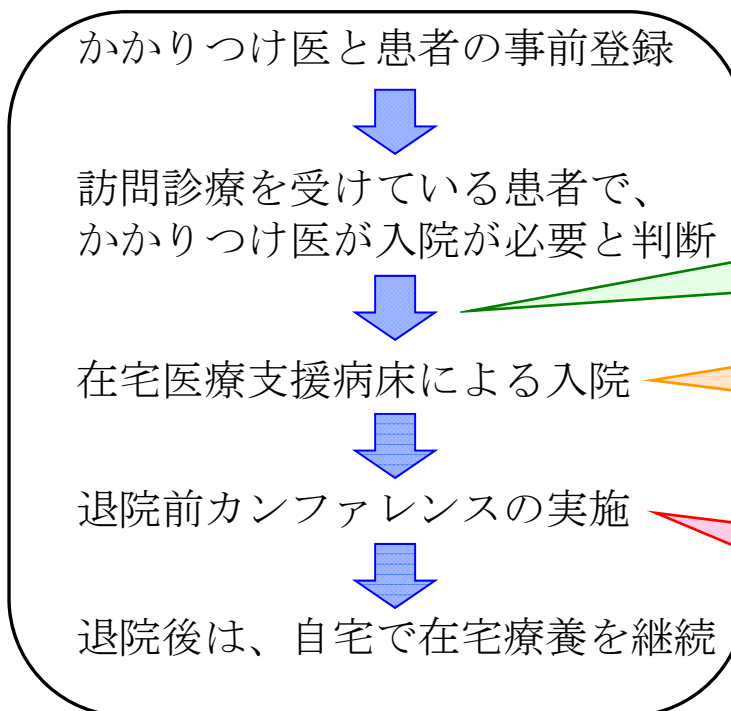 かかりつけ医と患者の事前登録
訪問診療を受けている患者で、
かかりつけ医が入院が必要と判断
在宅医療支援病床による入院
退院前カンファレンスの実施
退院後は、自宅で在宅療養を継続